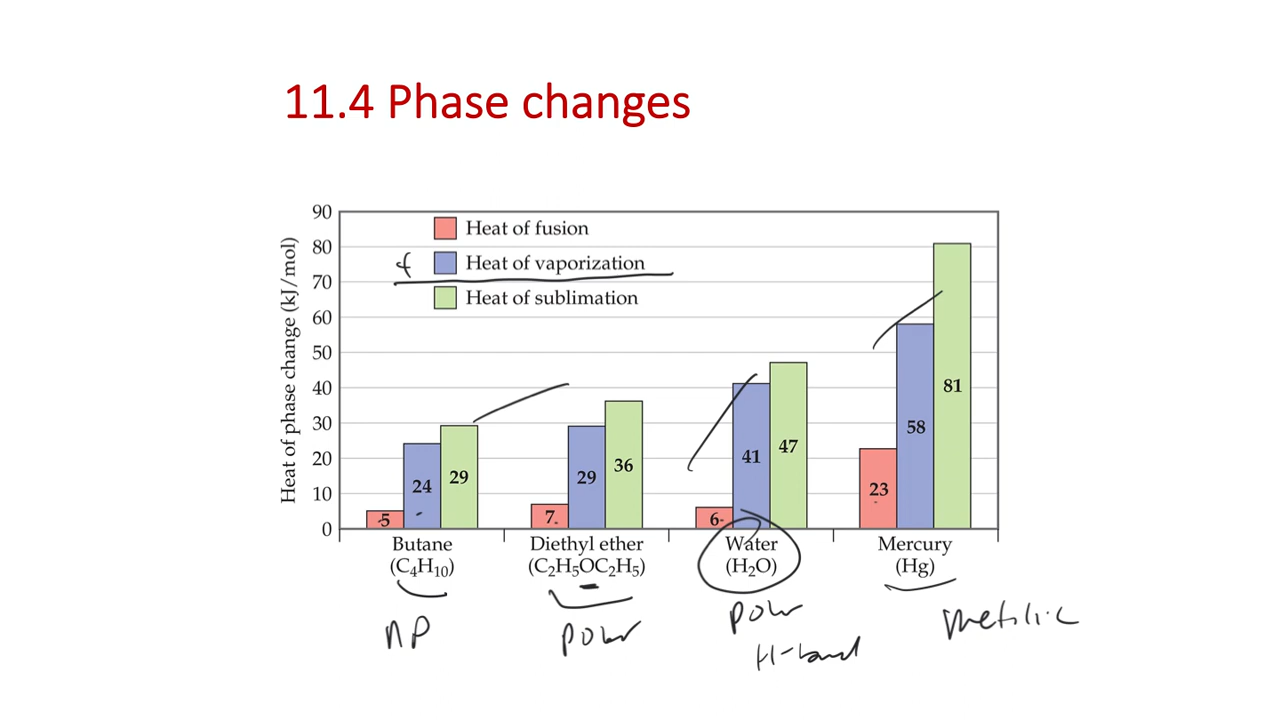 11.4 Phase changes
Heat of phase change (kJ/mol)
90
80
70
60
50
40
30
20
10
0
Heat of fusion
Heat of vaporization
Heat of sublimation
5
24
29
7
29
36
6
41
47
23
58
81
Butane
(C₄H₁₀)
Diethyl ether
(C₂H₅OC₂H₅)
Water
(H₂O)
Mercury
(Hg)
np
polar
polar
H-bond
metallic